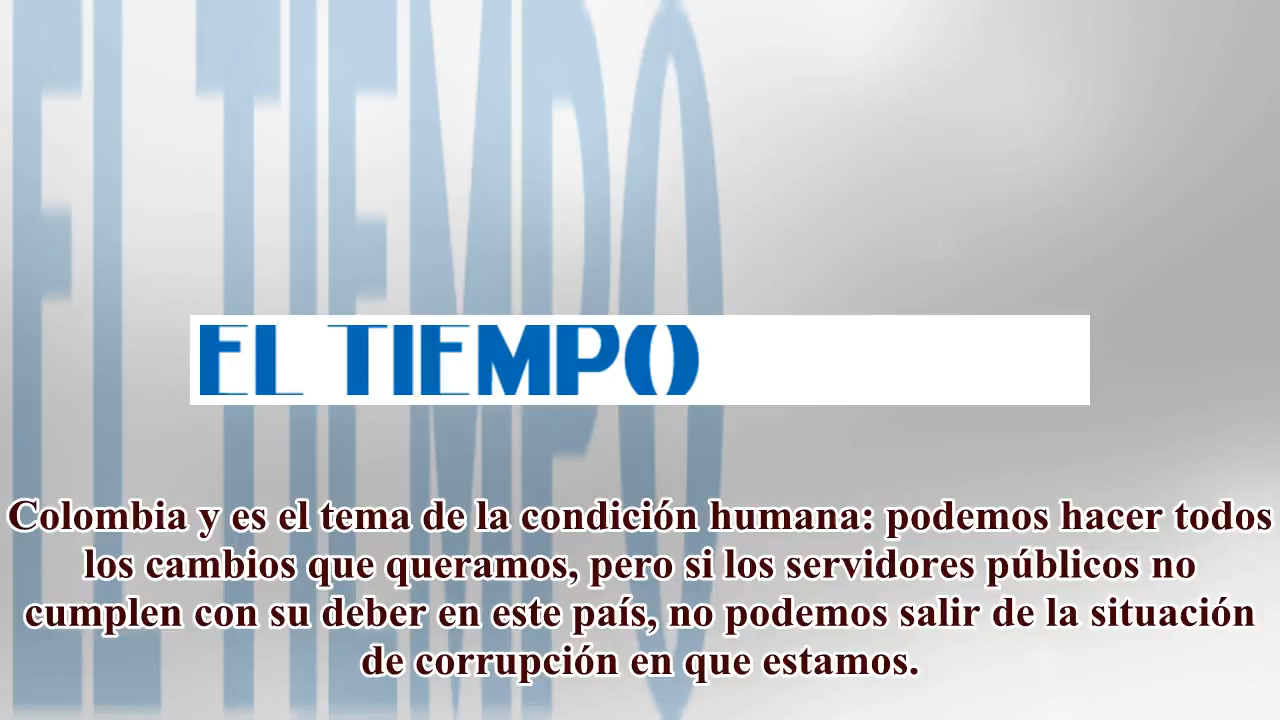 EL TIEMPO
EL TIEMPO
Colombia y es el tema de la condición humana: podemos hacer todos
los cambios que queramos, pero si los servidores públicos no
cumplen con su deber en este país, no podemos salir de la situación
de corrupción en que estamos.